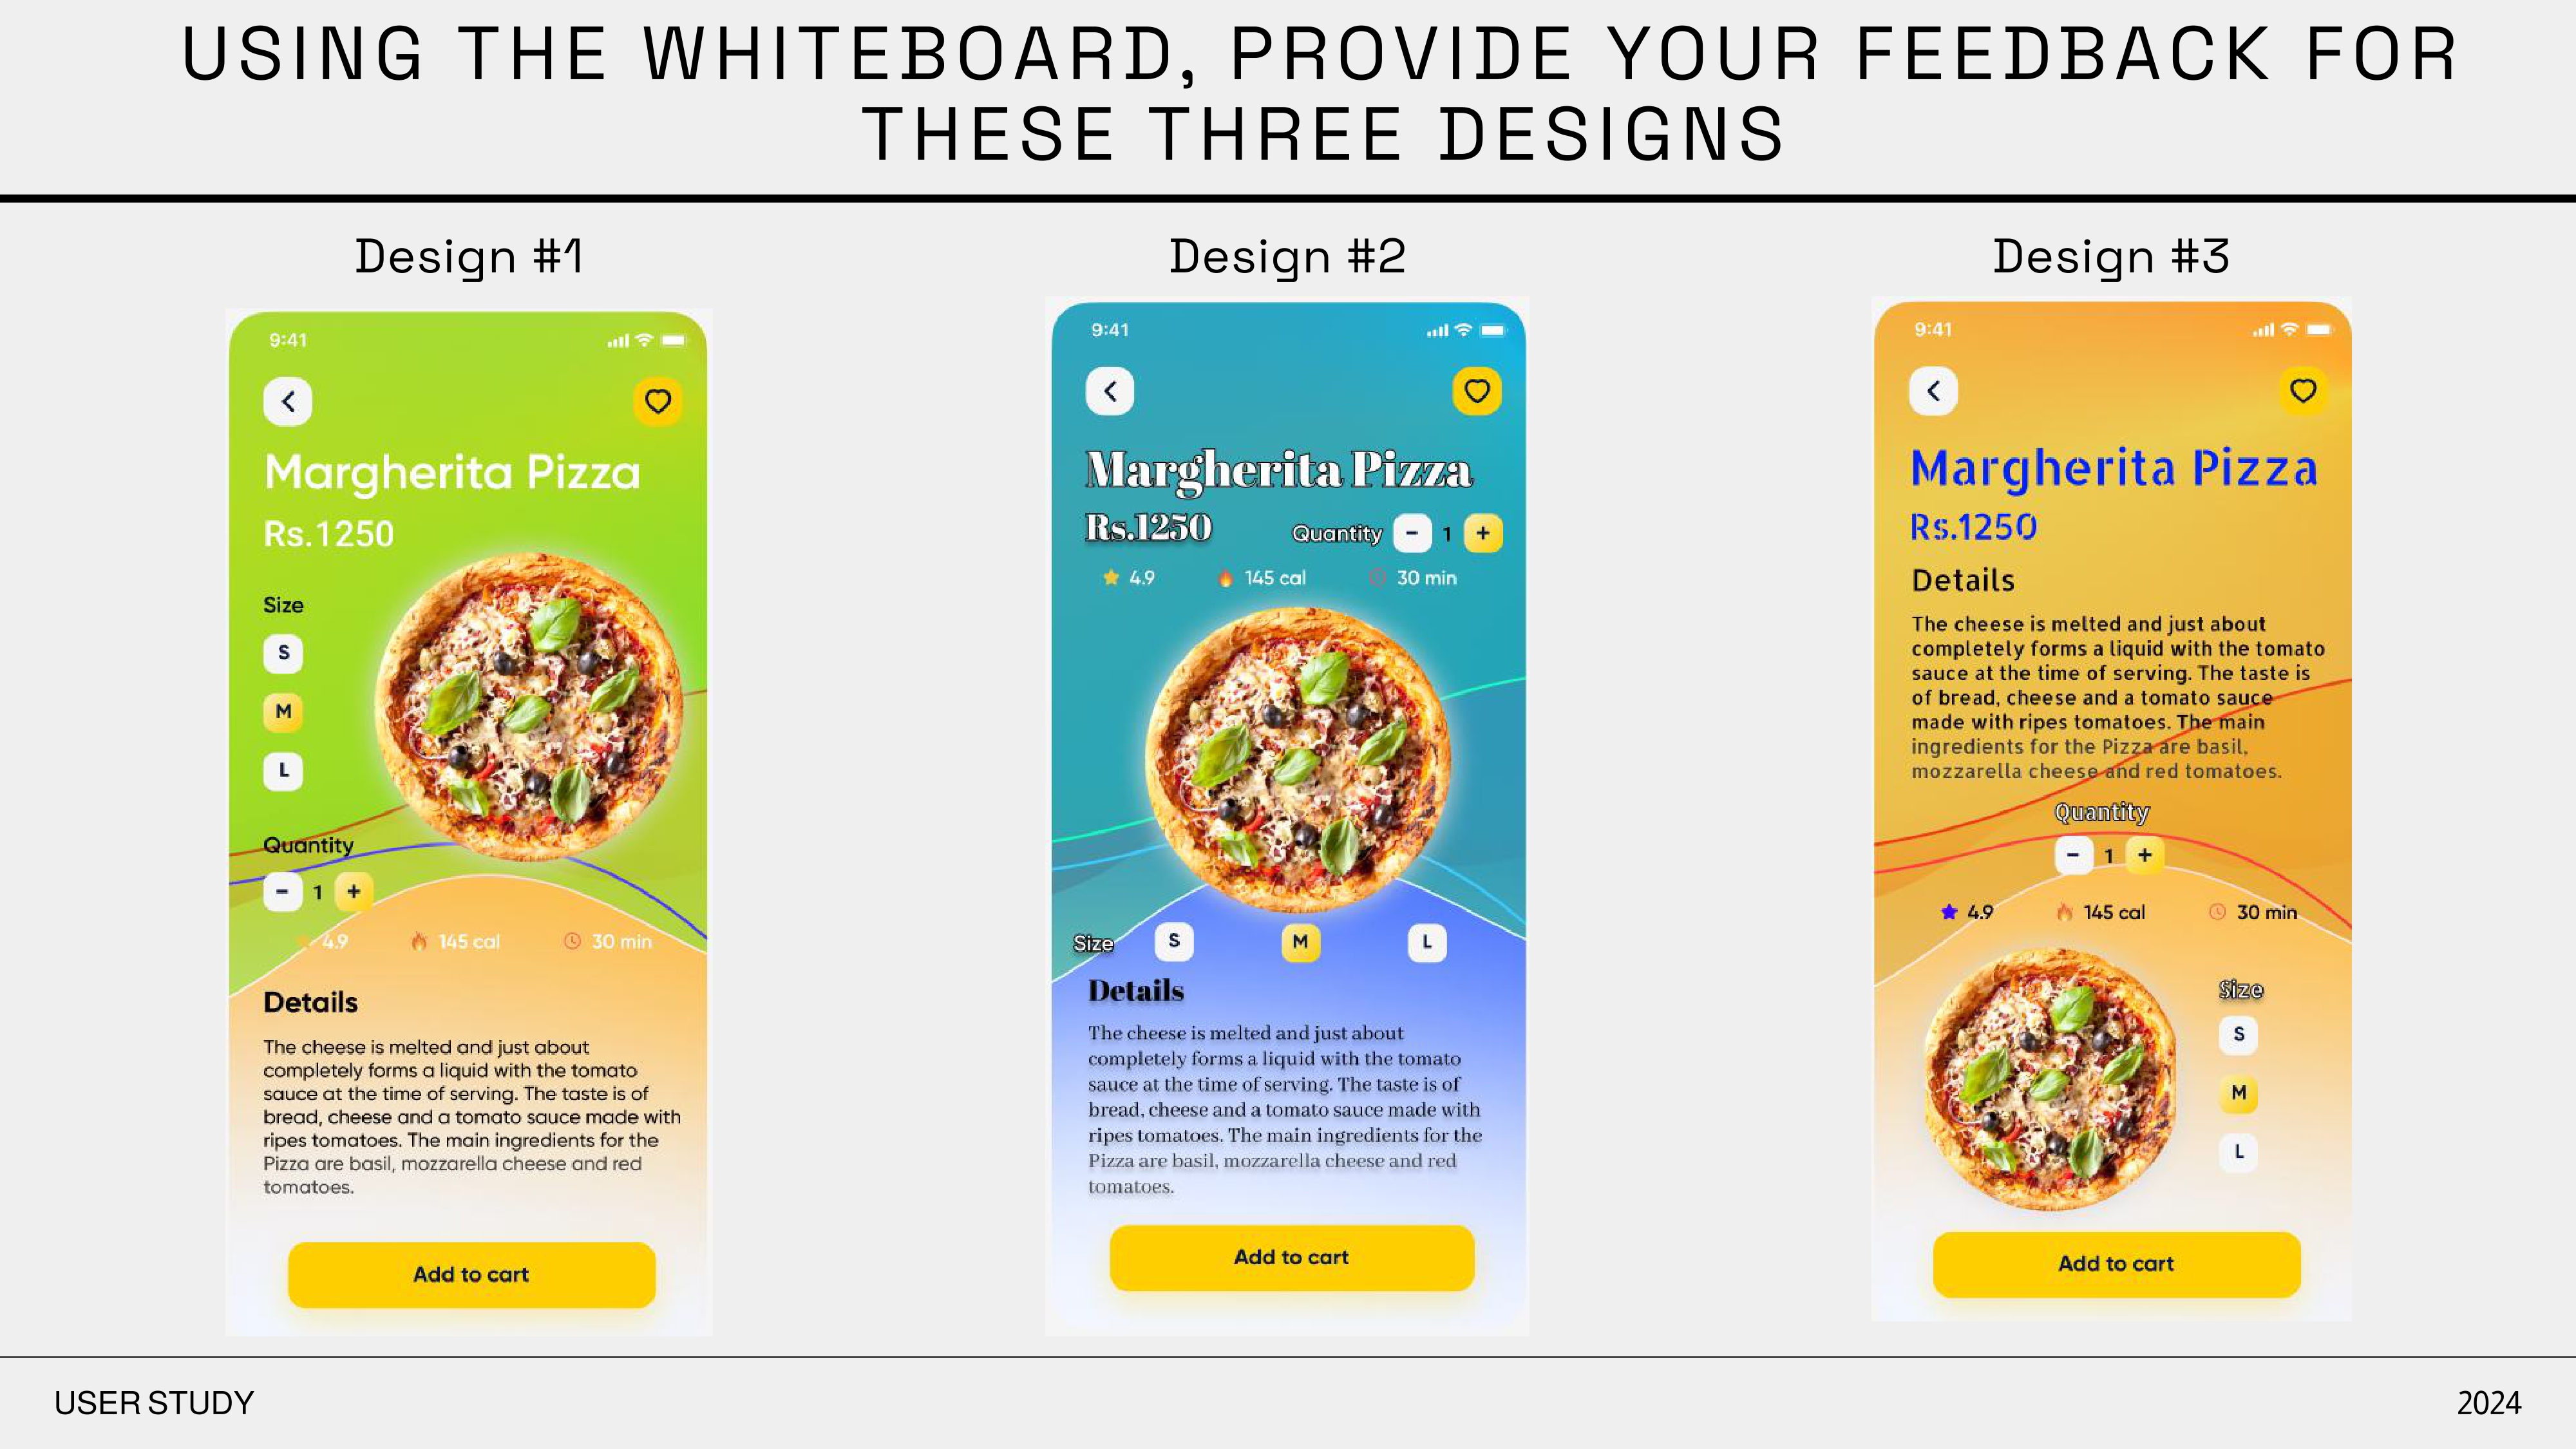 USING THE WHITEBOARD, PROVIDE YOUR FEEDBACK FOR
THESE THREE DESIGNS
Design #1
9:41
Margherita Pizza
Rs.1250
Size
S
M
L
Quantity
- 1 +
4.9 145 cal 30 min
Details
The cheese is melted and just about
completely forms a liquid with the tomato
sauce at the time of serving. The taste is of
bread, cheese and a tomato sauce made with
ripes tomatoes. The main ingredients for the
Pizza are basil, mozzarella cheese and red
tomatoes.
Add to cart
Design #2
9:41
Margherita Pizza
Rs.1250 Quantity - 1 +
4.9 145 cal 30 min
Size S M L
Details
The cheese is melted and just about
completely forms a liquid with the tomato
sauce at the time of serving. The taste is of
bread, cheese and a tomato sauce made with
ripes tomatoes. The main ingredients for the
Pizza are basil, mozzarella cheese and red
tomatoes.
Add to cart
Design #3
9:41
Margherita Pizza
Rs.1250
Details
The cheese is melted and just about
completely forms a liquid with the tomato
sauce at the time of serving. The taste is
of bread, cheese and a tomato sauce
made with ripes tomatoes. The main
ingredients for the Pizza are basil,
mozzarella cheese and red tomatoes.
Quantity
- 1 +
4.9 145 cal 30 min
Size
S
M
L
Add to cart
USER STUDY
2024